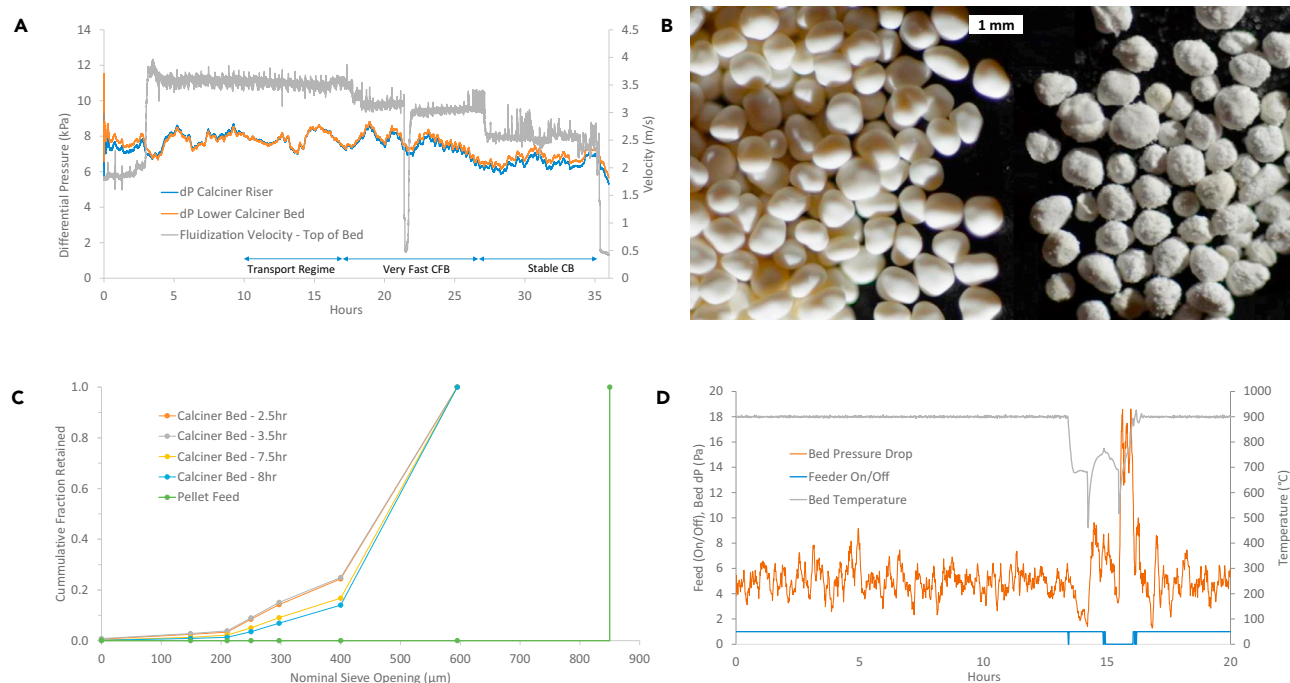 A
14
12
10
8
6
4
2
0
Differential Pressure (kPa)
4.5
4
3.5
3
2.5
2
1.5
1
0.5
0
Velocity (m/s)
dP Calciner Riser
dP Lower Calciner Bed
Fluidization Velocity - Top of Bed
Transport Regime
Very Fast CFB
Stable CB
0 5 10 15 20 25 30 35
Hours
B
1 mm
C
1.0
0.8
0.6
0.4
0.2
0.0
Cummulative Fraction Retained
Calciner Bed - 2.5hr
Calciner Bed - 3.5hr
Calciner Bed - 7.5hr
Calciner Bed - 8hr
Pellet Feed
0 100 200 300 400 500 600 700 800 900
Nominal Sieve Opening (μm)
D
20
18
16
14
12
10
8
6
4
2
0
Feed (On/Off), Bed dP (Pa)
1000
900
800
700
600
500
400
300
200
100
0
Temperature (°C)
Bed Pressure Drop
Feeder On/Off
Bed Temperature
0 5 10 15 20
Hours